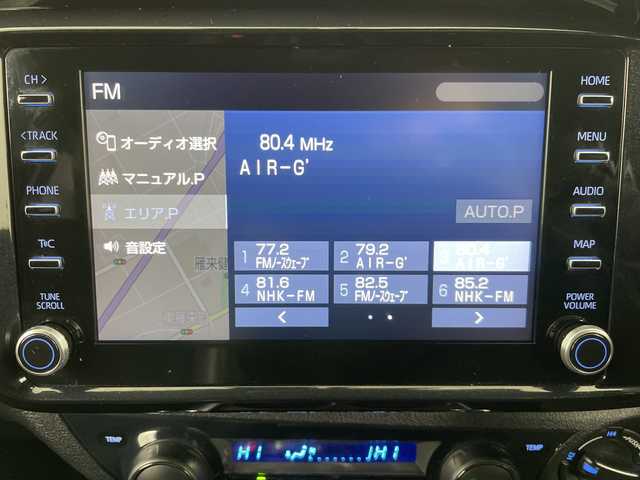 CH >
< TRACK
PHONE
T C
TUNE
SCROLL
FM
オーディオ選択
マニュアル.P
エリア.P
音設定
80.4 MHz
AIR-G'
AUTO.P
1 77.2 FMノースウェーブ
2 79.2 AIR-G'
3 80.4 AIR-G'
4 81.6 NHK-FM
5 82.5 FMノースウェーブ
6 85.2 NHK-FM
<
>
HOME
MENU
AUDIO
MAP
POWER
VOLUME
TEMP
HI
HI
TEMP
H4